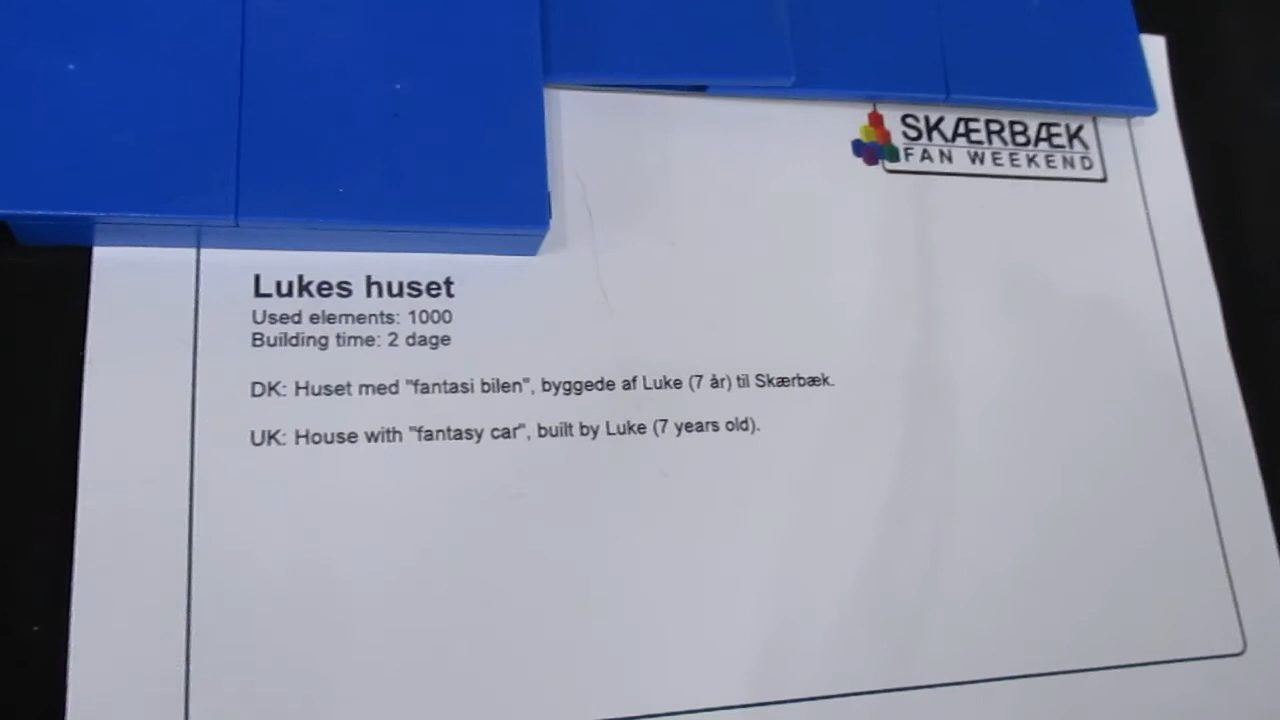 SKÆRBÆK
FAN WEEKEND
Lukes huset
Used elements: 1000
Building time: 2 dage
DK: Huset med "fantasi bilen", byggede af Luke (7 år) til Skærbæk.
UK: House with "fantasy car", built by Luke (7 years old).